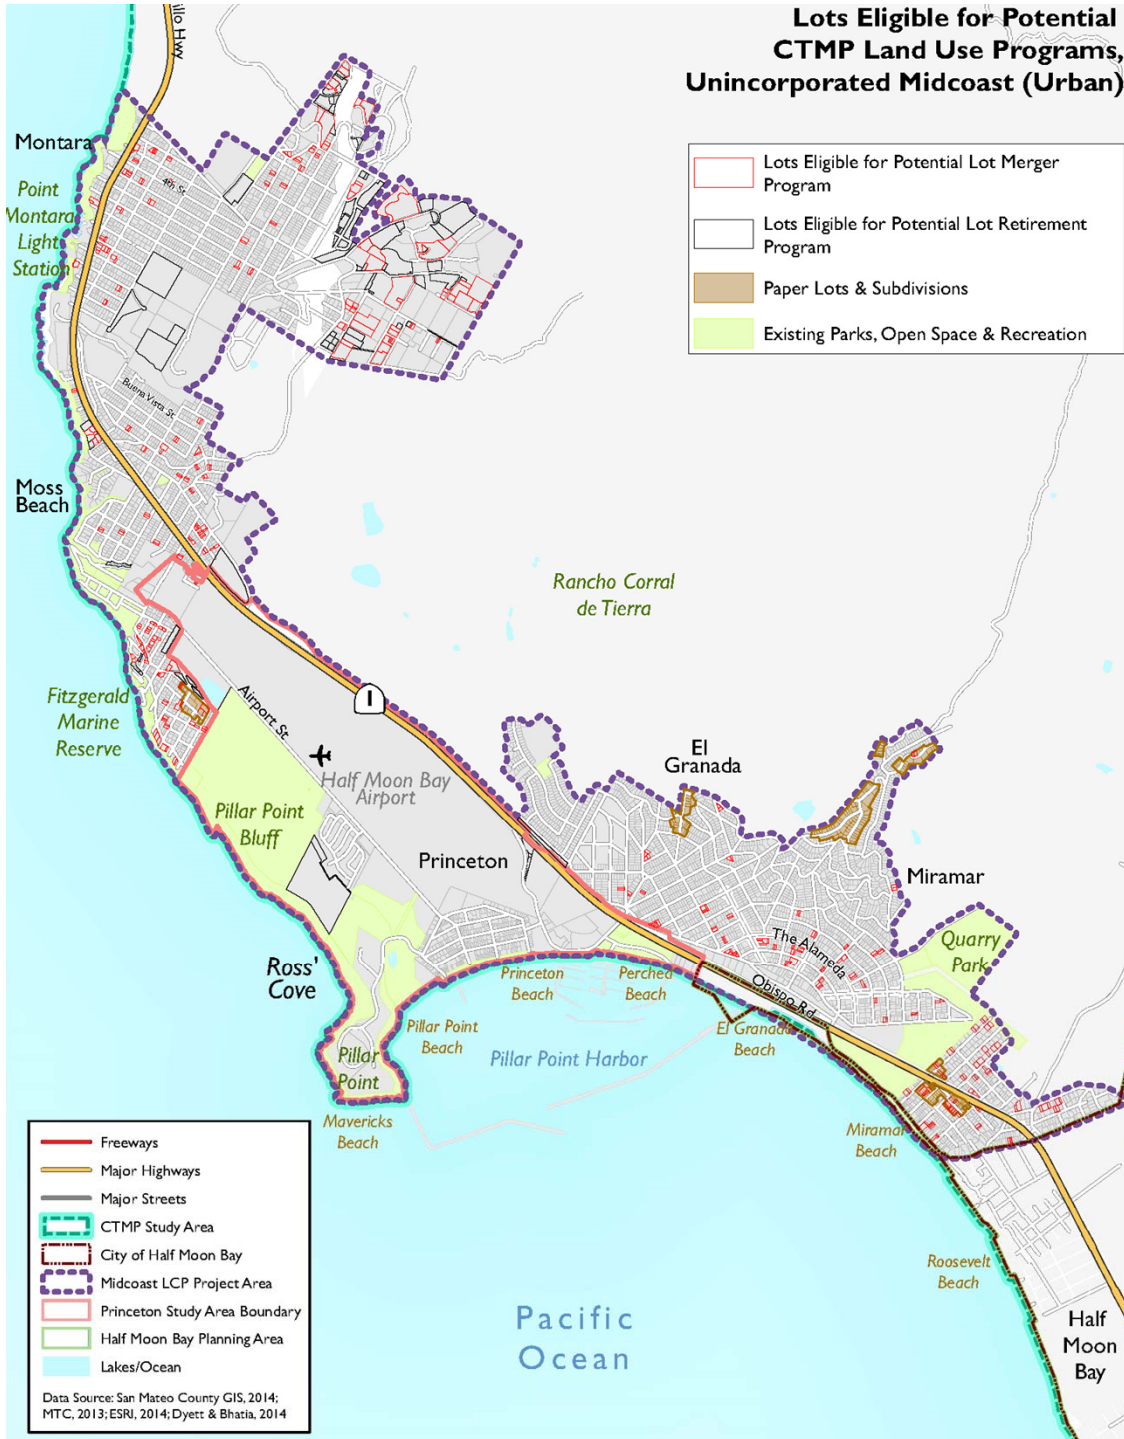 Lots Eligible for Potential
CTMP Land Use Programs,
Unincorporated Midcoast (Urban)
Lots Eligible for Potential Lot Merger
Program
Lots Eligible for Potential Lot Retirement
Program
Paper Lots & Subdivisions
Existing Parks, Open Space & Recreation
illo Hwy
Montara
4th St
Point
Montara
Light
Station
Buena Vista St
Moss
Beach
Rancho Corral
de Tierra
Fitzgerald
Marine
Reserve
Airport St
1
Half Moon Bay
Airport
El
Granada
Pillar Point
Bluff
Princeton
Miramar
The Alameda
Quarry
Park
Ross'
Cove
Princeton
Beach
Perched
Beach
Obispo Rd
Pillar Point
Beach
El Granada
Beach
Pillar Point Harbor
Pillar
Point
Mavericks
Beach
Miramar
Beach
Roosevelt
Beach
Pacific
Ocean
Half
Moon
Bay
Freeways
Major Highways
Major Streets
CTMP Study Area
City of Half Moon Bay
Midcoast LCP Project Area
Princeton Study Area Boundary
Half Moon Bay Planning Area
Lakes/Ocean
Data Source: San Mateo County GIS, 2014;
MTC, 2013; ESRI, 2014; Dyett & Bhatia, 2014